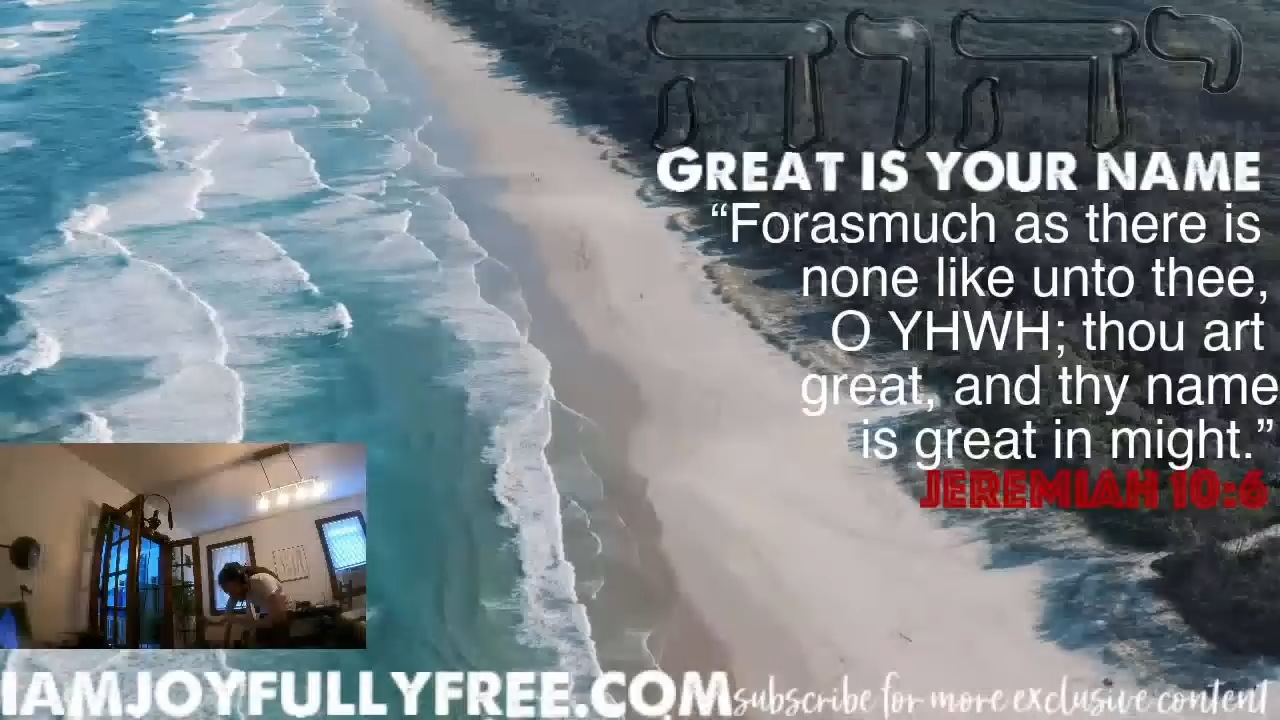 יהוה
GREAT IS YOUR NAME
“Forasmuch as there is
none like unto thee,
O YHWH; thou art
great, and thy name
is great in might.”
JEREMIAH 10:6
IAMJOYFULLYFREE.COM subscribe for more exclusive content